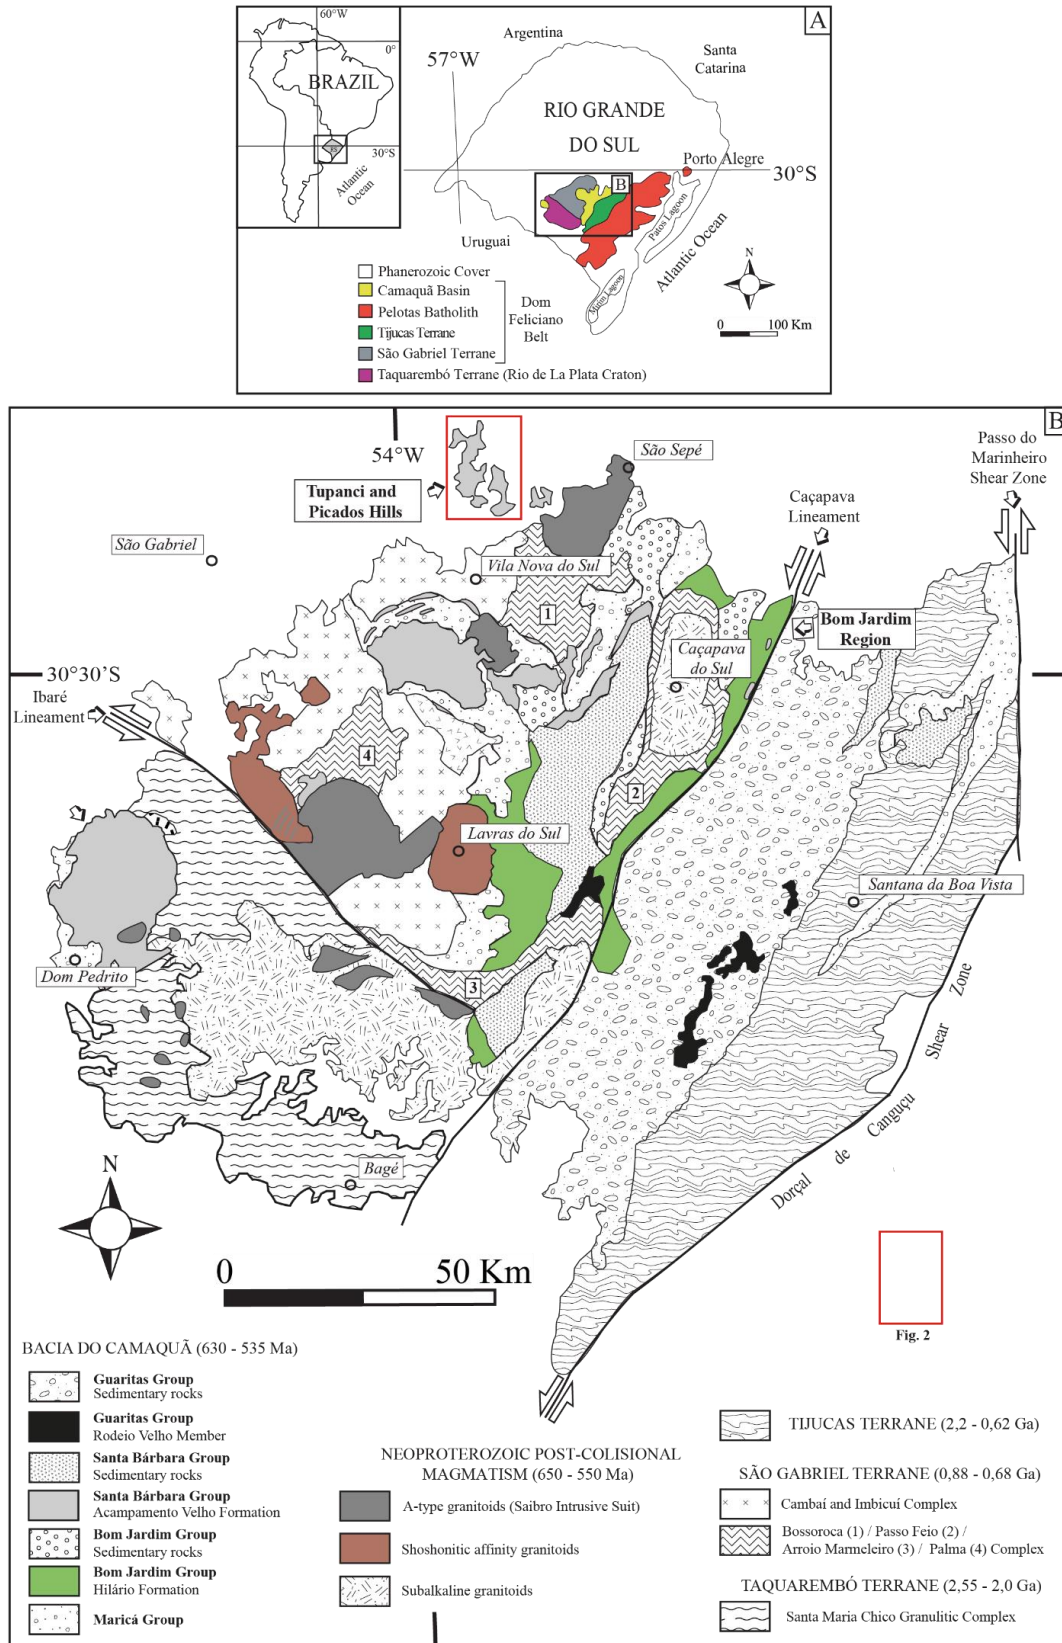 A
60°W
0°
BRAZIL
30°S
RS
Atlantic
Ocean
Argentina
Santa
Catarina
57°W
RIO GRANDE
DO SUL
Porto Alegre
30°S
B
Patos Lagoon
Atlantic Ocean
Uruguai
Mirim Lagoon
N
0 100 Km
Phanerozoic Cover
Camaquã Basin
Pelotas Batholith
Tijucas Terrane
São Gabriel Terrane
Dom
Feliciano
Belt
Taquarembó Terrane (Rio de La Plata Craton)
B
54°W
Tupanci and
Picados Hills
São Sepé
Passo do
Marinheiro
Shear Zone
Caçapava
Lineament
São Gabriel
Vila Nova do Sul
1
Bom Jardim
Region
Caçapava
do Sul
30°30'S
Ibaré
Lineament
4
2
Lavras do Sul
Santana da Boa Vista
Dom Pedrito
3
Dorçal de Canguçu Shear Zone
Bagé
N
0 50 Km
Fig. 2
BACIA DO CAMAQUÃ (630 - 535 Ma)
Guaritas Group
Sedimentary rocks
Guaritas Group
Rodeio Velho Member
Santa Bárbara Group
Sedimentary rocks
Santa Bárbara Group
Acampamento Velho Formation
Bom Jardim Group
Sedimentary rocks
Bom Jardim Group
Hilário Formation
Maricá Group
NEOPROTEROZOIC POST-COLISIONAL
MAGMATISM (650 - 550 Ma)
A-type granitoids (Saibro Intrusive Suit)
Shoshonitic affinity granitoids
Subalkaline granitoids
TIJUCAS TERRANE (2,2 - 0,62 Ga)
SÃO GABRIEL TERRANE (0,88 - 0,68 Ga)
Cambaí and Imbicuí Complex
Bossoroca (1) / Passo Feio (2) /
Arroio Marmeleiro (3) / Palma (4) Complex
TAQUAREMBÓ TERRANE (2,55 - 2,0 Ga)
Santa Maria Chico Granulitic Complex